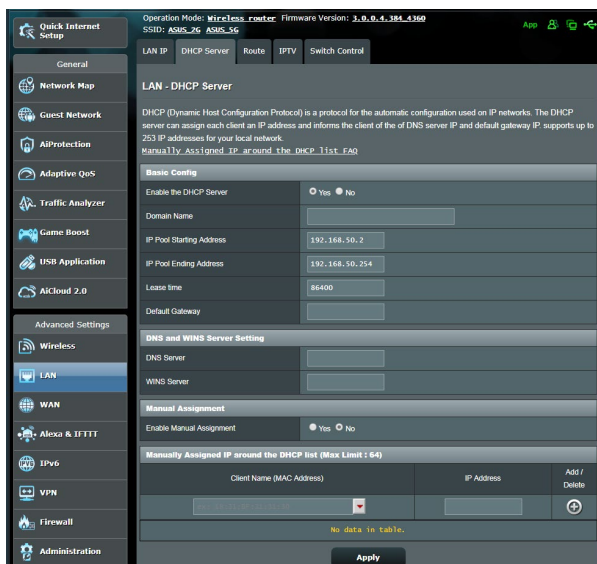 Quick Internet Setup
Operation Mode: Wireless router Firmware Version: 3.0.0.4.384_4360
SSID: ASUS_2G ASUS_5G
App
LAN IP
DHCP Server
Route
IPTV
Switch Control
General
Network Map
Guest Network
AiProtection
Adaptive QoS
Traffic Analyzer
Game Boost
USB Application
AiCloud 2.0
Advanced Settings
Wireless
LAN
WAN
Alexa & IFTTT
IPv6
VPN
Firewall
Administration
LAN - DHCP Server
DHCP (Dynamic Host Configuration Protocol) is a protocol for the automatic configuration used on IP networks. The DHCP
server can assign each client an IP address and informs the client of the of DNS server IP and default gateway IP. supports up to
253 IP addresses for your local network.
Manually Assigned IP around the DHCP list FAQ
Basic Config
Enable the DHCP Server Yes No
Domain Name
IP Pool Starting Address 192.168.50.2
IP Pool Ending Address 192.168.50.254
Lease time 86400
Default Gateway
DNS and WINS Server Setting
DNS Server
WINS Server
Manual Assignment
Enable Manual Assignment Yes No
Manually Assigned IP around the DHCP list (Max Limit : 64)
Client Name (MAC Address) IP Address Add / Delete
No data in table.
Apply